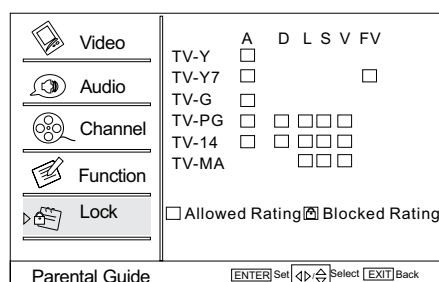 Video
Audio
Channel
Function
Lock
A D L S V FV
TV-Y
TV-Y7
TV-G
TV-PG
TV-14
TV-MA
Allowed Rating Blocked Rating
Parental Guide
ENTER Set Select EXIT Back